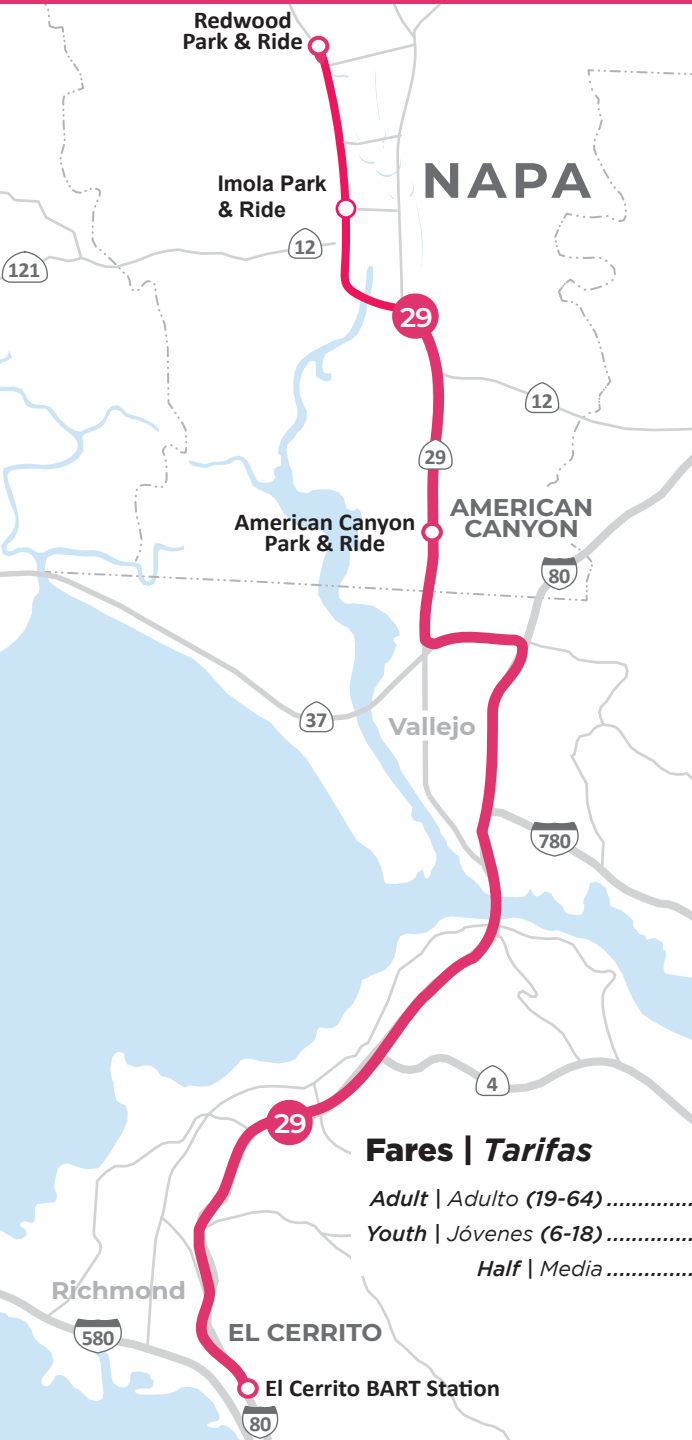 Redwood
Park & Ride
NAPA
Imola Park
& Ride
12
121
29
12
29
AMERICAN
CANYON
American Canyon
Park & Ride
80
37
Vallejo
780
4
29
Fares | Tarifas
Adult | Adulto (19-64)..............
Youth | Jóvenes (6-18)..............
Half | Media..............
Richmond
580
EL CERRITO
El Cerrito BART Station
80